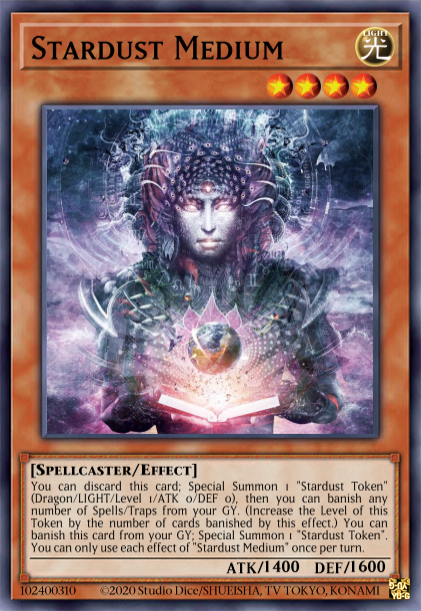 STARDUST MEDIUM
LIGHT
光
[SPELLCASTER/EFFECT]
You can discard this card; Special Summon 1 "Stardust Token"
(Dragon/LIGHT/Level 1/ATK 0/DEF 0), then you can banish any
number of Spells/Traps from your GY. (Increase the Level of this
Token by the number of cards banished by this effect.) You can
banish this card from your GY; Special Summon 1 "Stardust Token".
You can only use each effect of "Stardust Medium" once per turn.
ATK/1400 DEF/1600
102400310 ©2020 Studio Dice/SHUEISHA, TV TOKYO, KONAMI